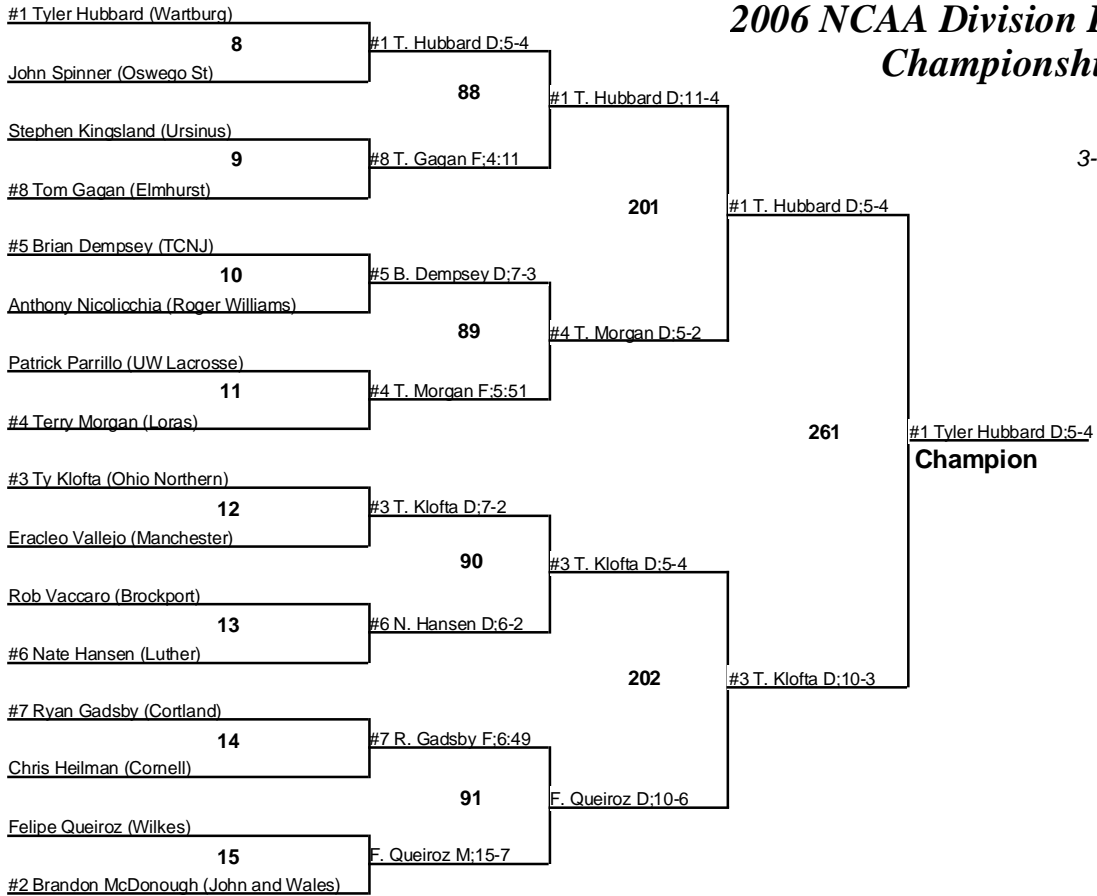 2006 NCAA Division I
Championshi
3-
#1 Tyler Hubbard (Wartburg)
8
John Spinner (Oswego St)
#1 T. Hubbard D;5-4
88
Stephen Kingsland (Ursinus)
9
#8 Tom Gagan (Elmhurst)
#8 T. Gagan F;4:11
#1 T. Hubbard D;11-4
201
#5 Brian Dempsey (TCNJ)
10
Anthony Nicolicchia (Roger Williams)
#5 B. Dempsey D;7-3
89
Patrick Parrillo (UW Lacrosse)
11
#4 Terry Morgan (Loras)
#4 T. Morgan F;5:51
#4 T. Morgan D;5-2
#1 T. Hubbard D;5-4
261
#3 Ty Klofta (Ohio Northern)
12
Eracleo Vallejo (Manchester)
#3 T. Klofta D;7-2
90
Rob Vaccaro (Brockport)
13
#6 Nate Hansen (Luther)
#6 N. Hansen D;6-2
#3 T. Klofta D;5-4
202
#7 Ryan Gadsby (Cortland)
14
Chris Heilman (Cornell)
#7 R. Gadsby F;6:49
91
Felipe Queiroz (Wilkes)
15
#2 Brandon McDonough (John and Wales)
F. Queiroz M;15-7
F. Queiroz D;10-6
#3 T. Klofta D;10-3
#1 Tyler Hubbard D;5-4
Champion